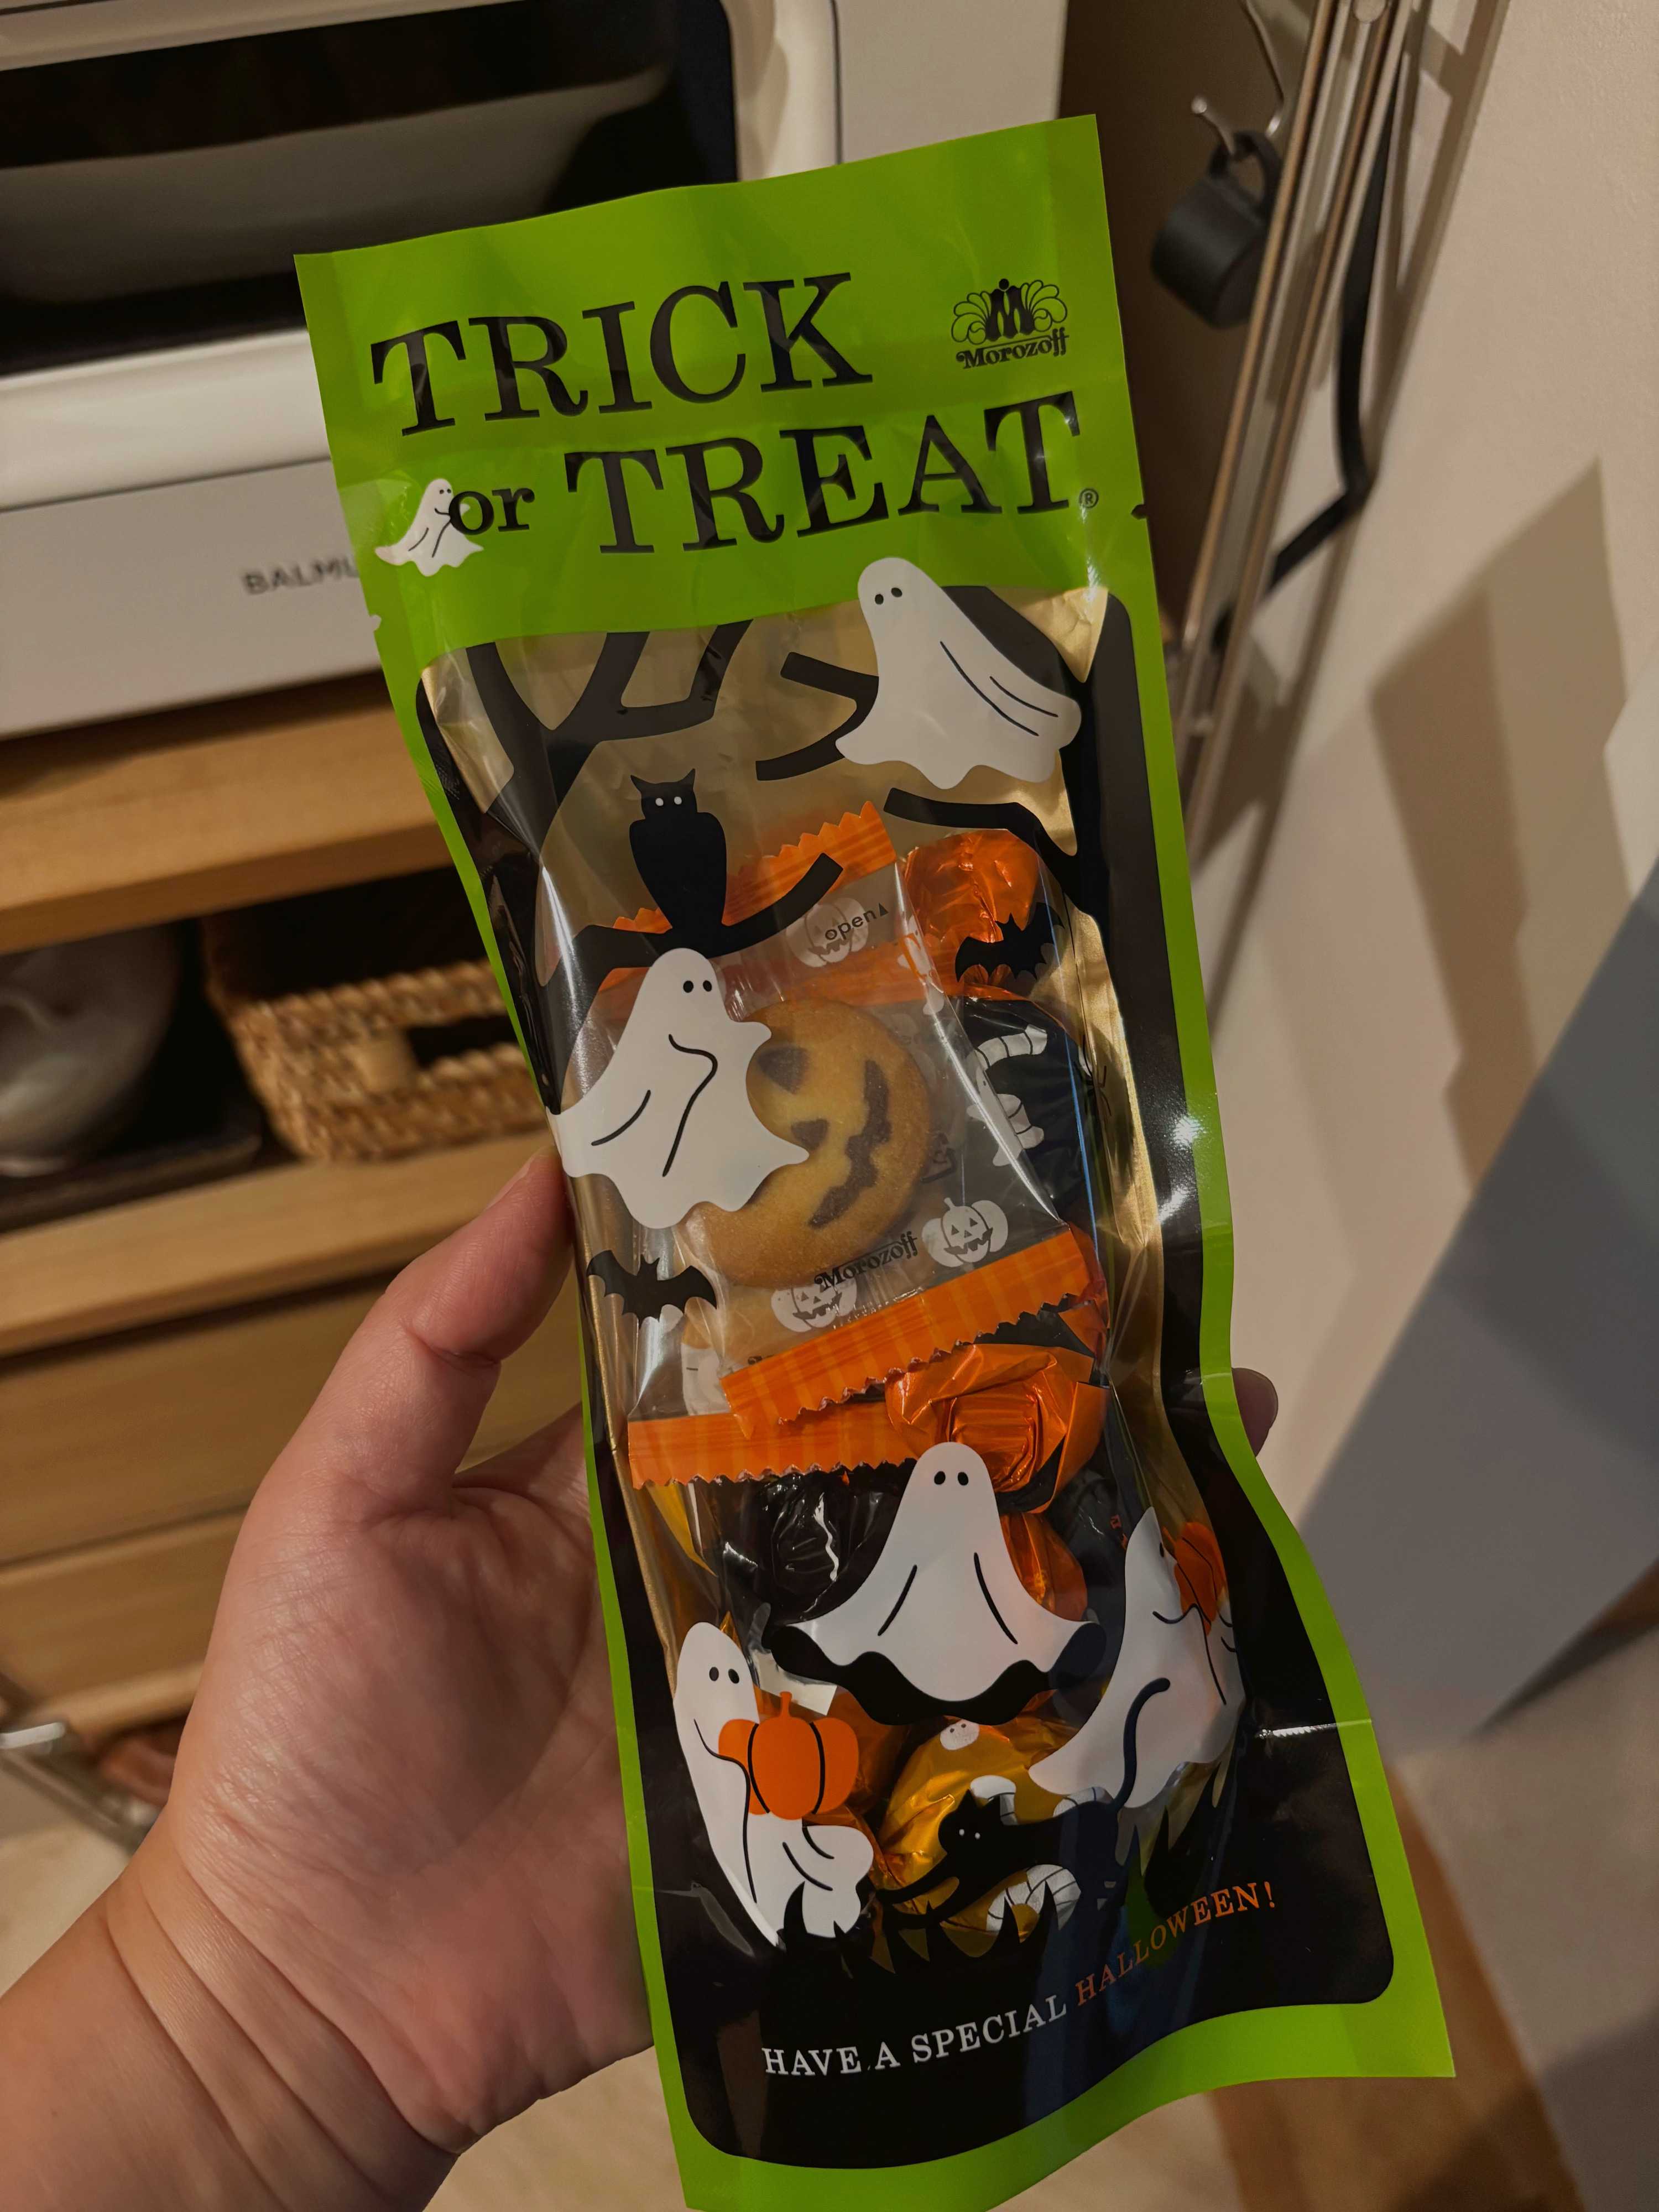 TRICK
Morozoff
or TREAT®
BALMU
open▲
Morozoff
HAVE A SPECIAL HALLOWEEN!